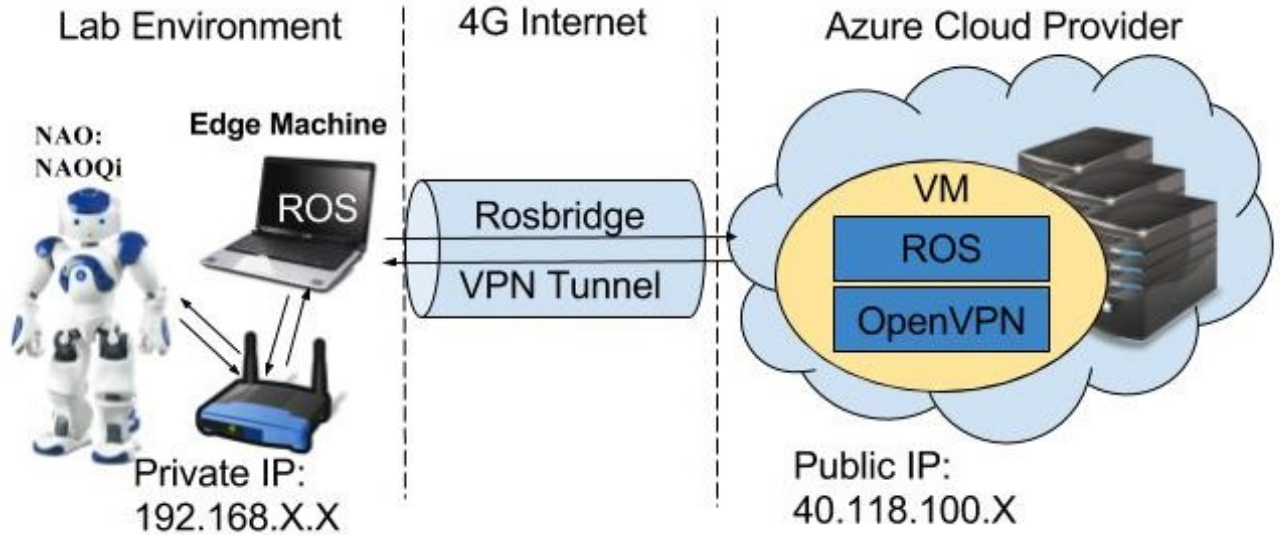 Lab Environment
4G Internet
Azure Cloud Provider
NAO:
NAOQi
Edge Machine
ROS
Rosbridge
VPN Tunnel
VM
ROS
OpenVPN
Private IP:
192.168.X.X
Public IP:
40.118.100.X